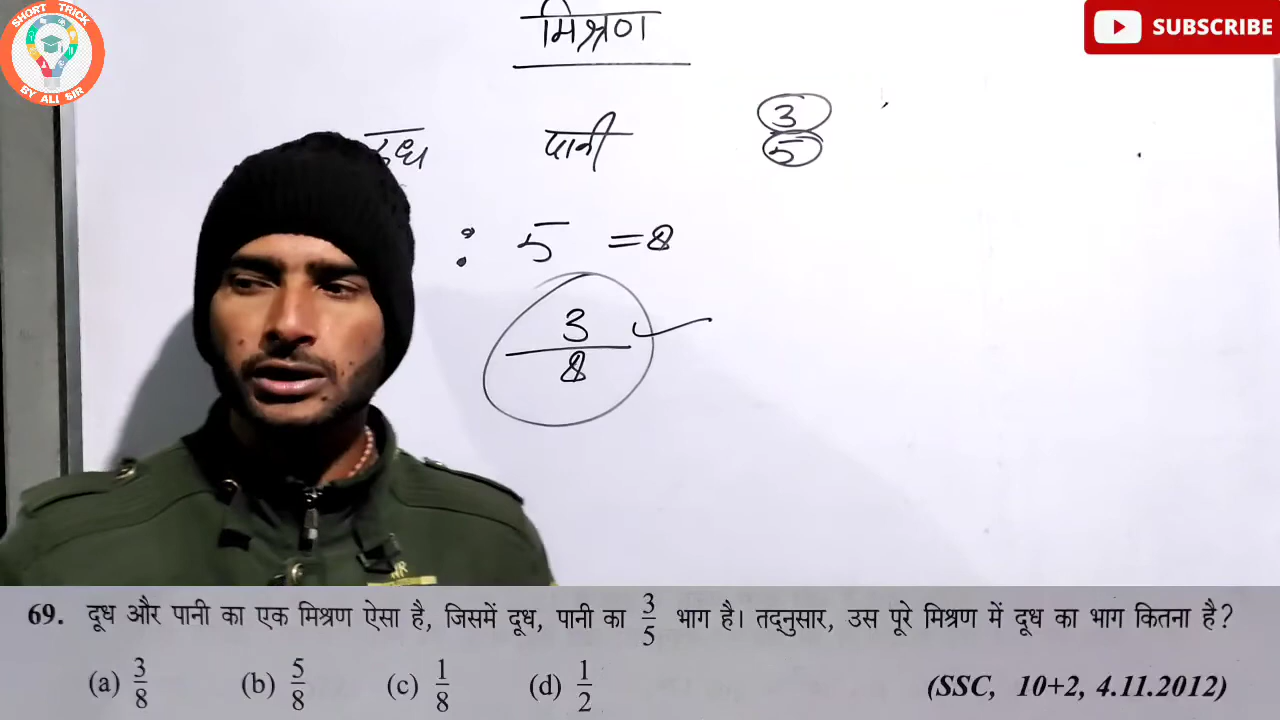 SHORT TRICK
BY ALI SIR
SUBSCRIBE
मिश्रण
दूध पानी 3
5
: 5 = 8
3
8
69. दूध और पानी का एक मिश्रण ऐसा है, जिसमें दूध, पानी का 3/5 भाग है। तद्नुसार, उस पूरे मिश्रण में दूध का भाग कितना है?
(a) 3/8 (b) 5/8 (c) 1/8 (d) 1/2 (SSC, 10+2, 4.11.2012)